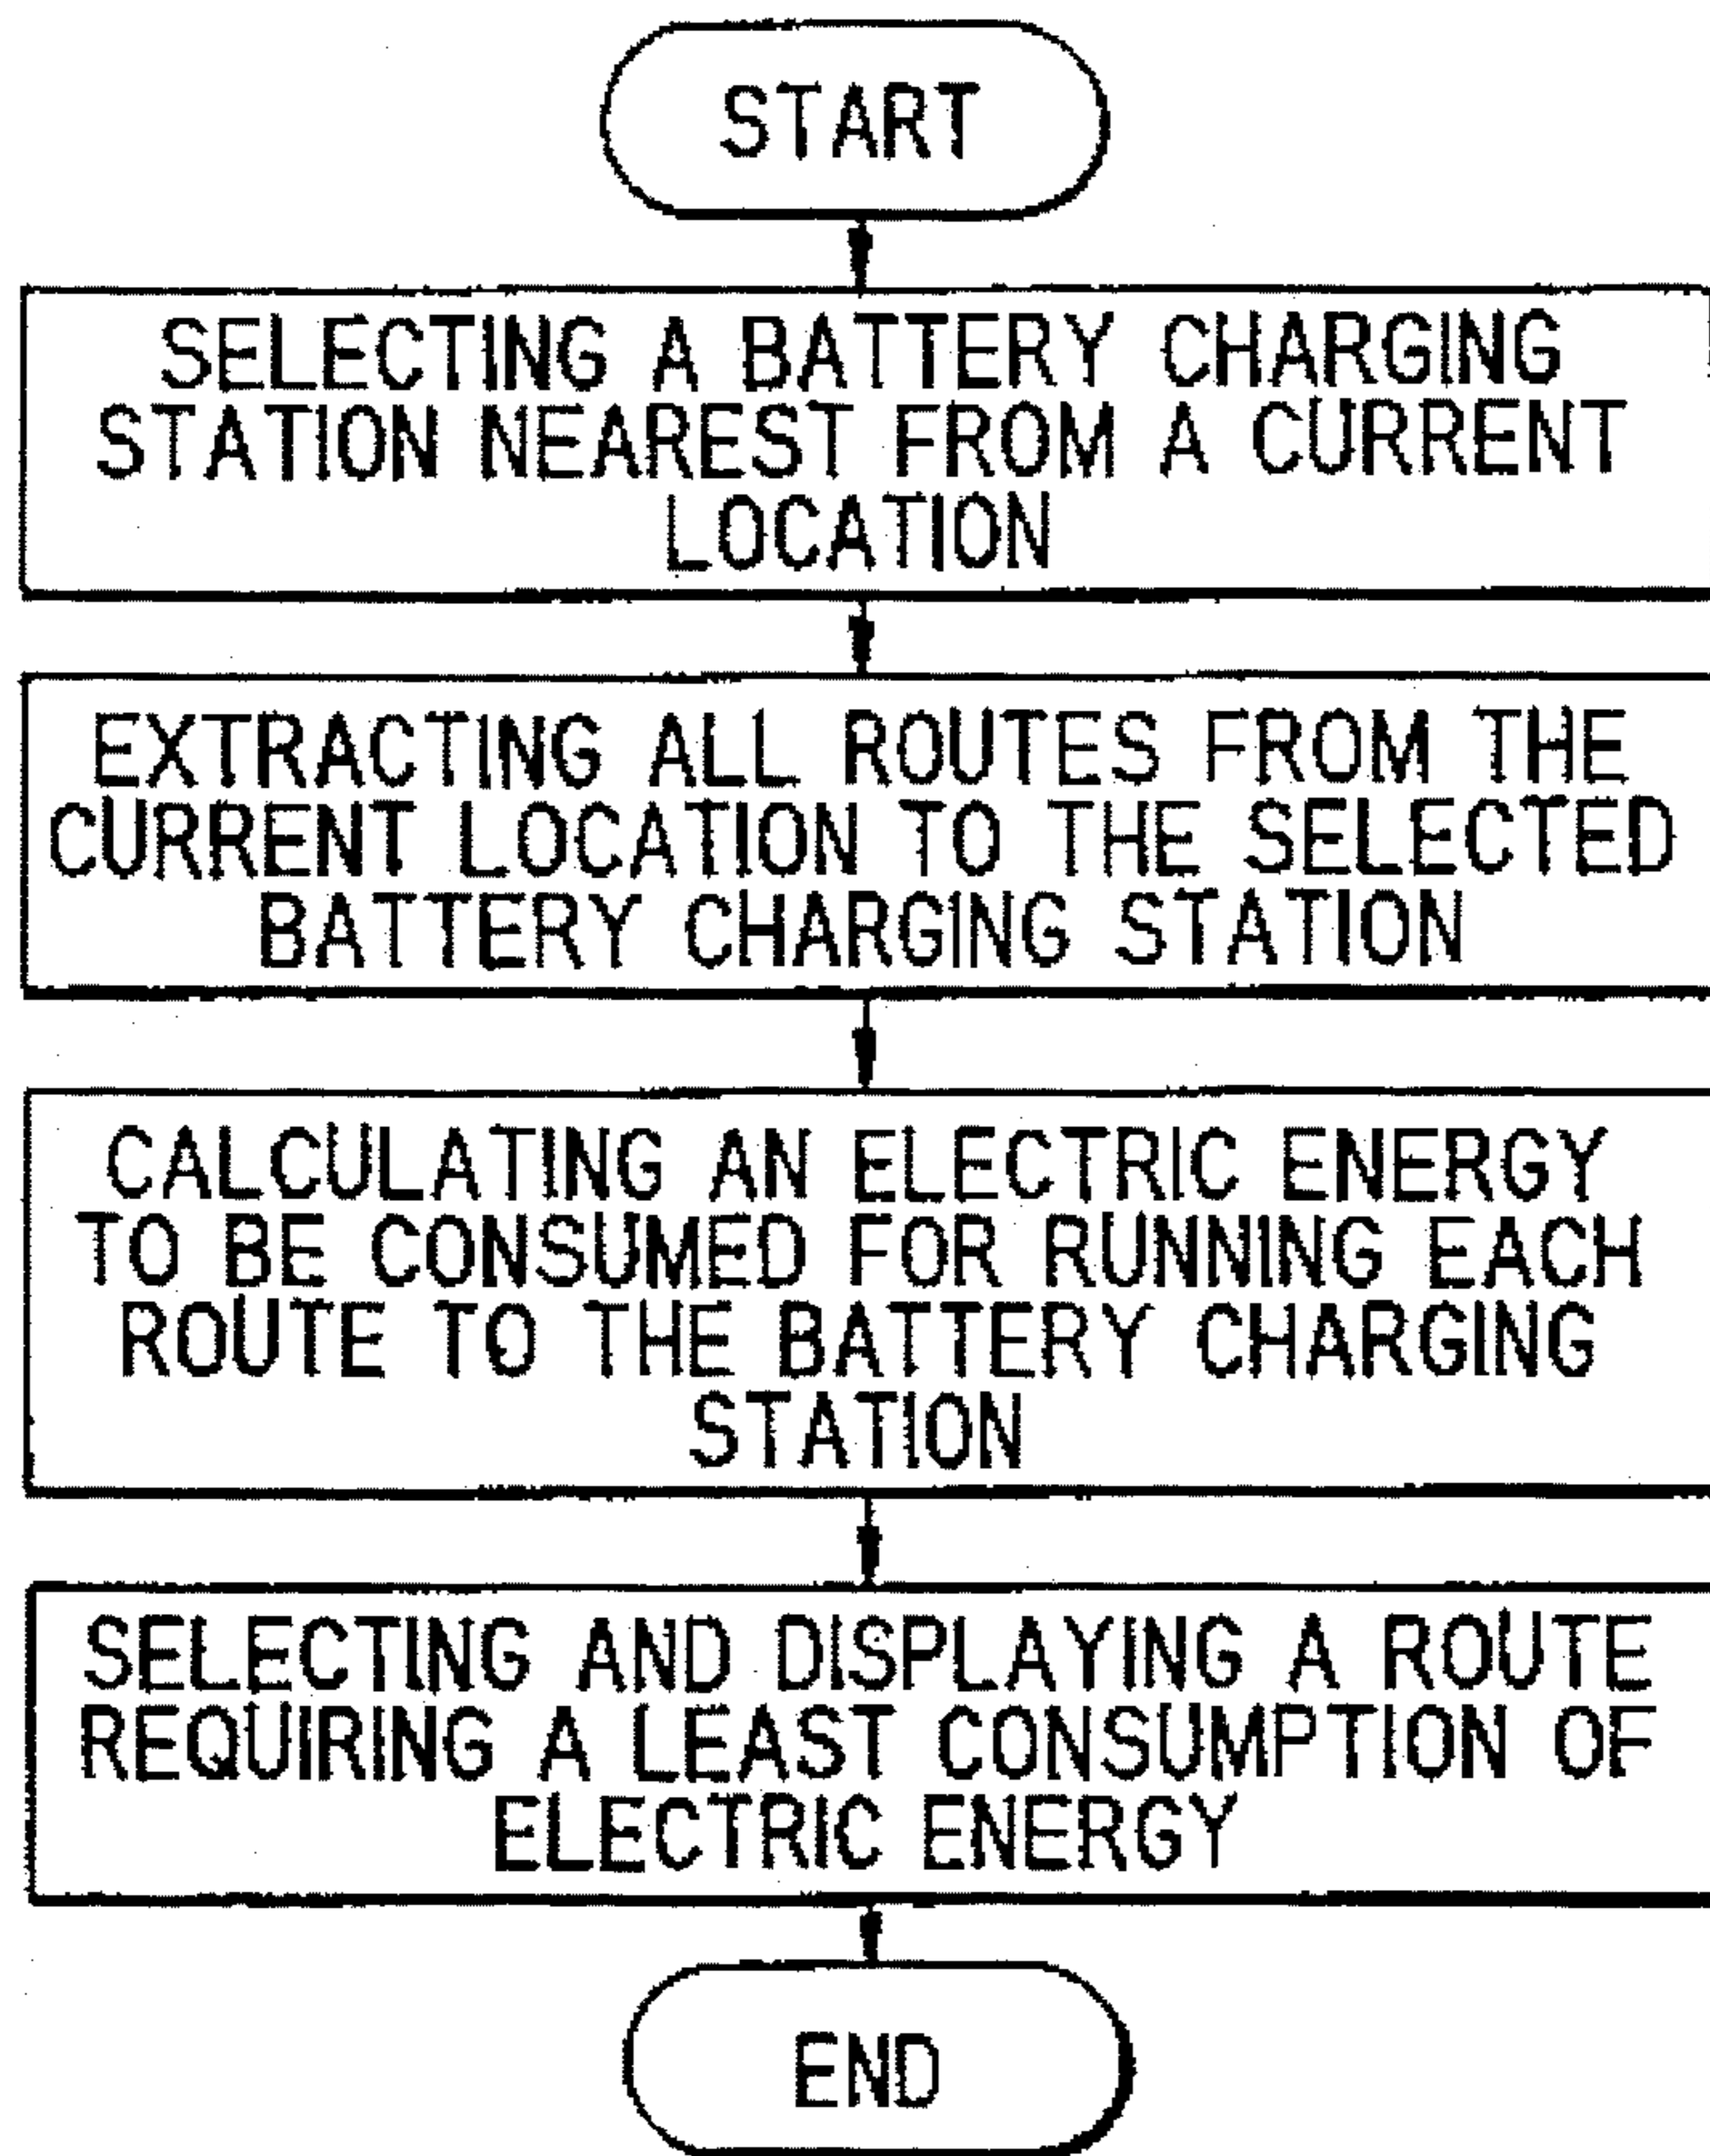 START
SELECTING A BATTERY CHARGING
STATION NEAREST FROM A CURRENT
LOCATION
EXTRACTING ALL ROUTES FROM THE
CURRENT LOCATION TO THE SELECTED
BATTERY CHARGING STATION
CALCULATING AN ELECTRIC ENERGY
TO BE CONSUMED FOR RUNNING EACH
ROUTE TO THE BATTERY CHARGING
STATION
SELECTING AND DISPLAYING A ROUTE
REQUIRING A LEAST CONSUMPTION OF
ELECTRIC ENERGY
END